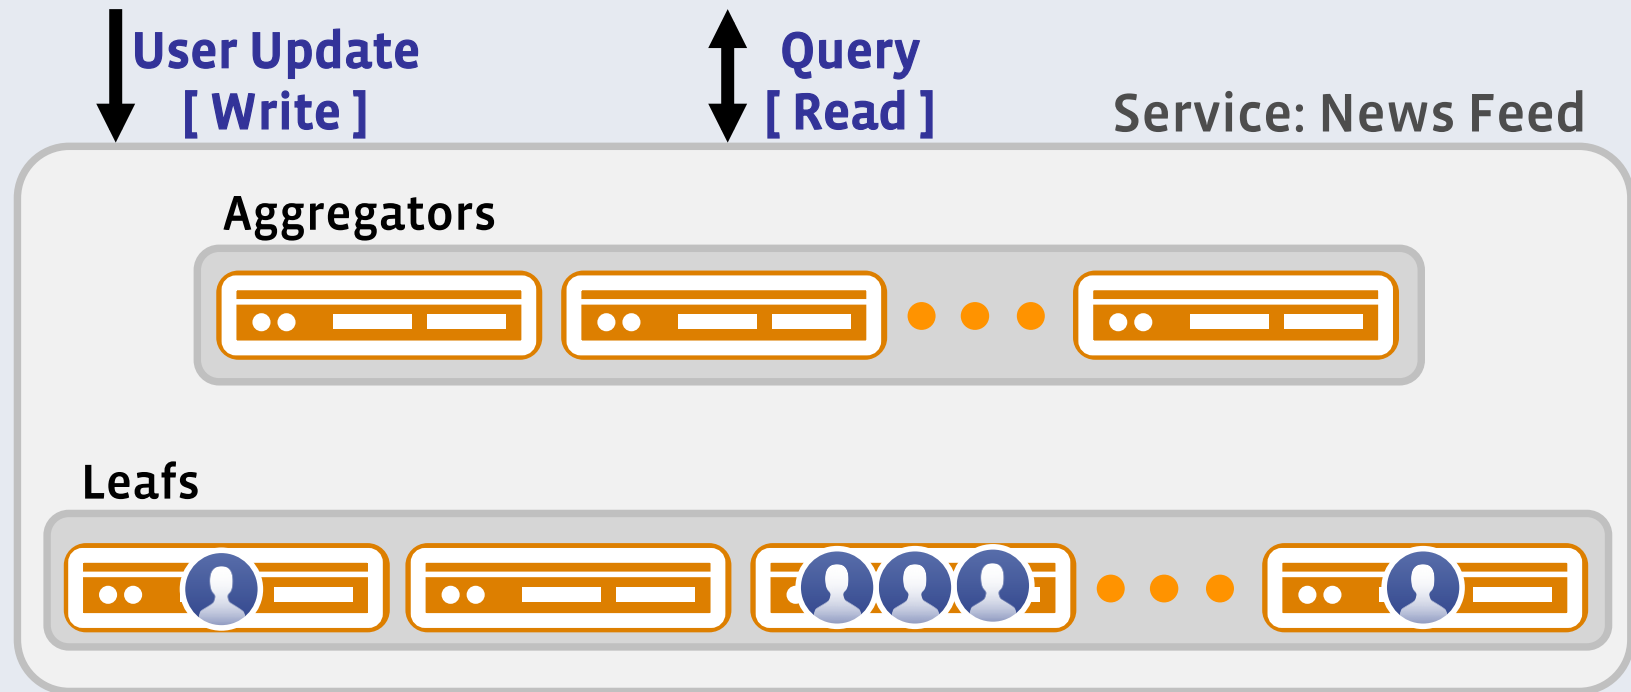 User Update
[ Write ]
Query
[ Read ]
Service: News Feed
Aggregators
Leafs